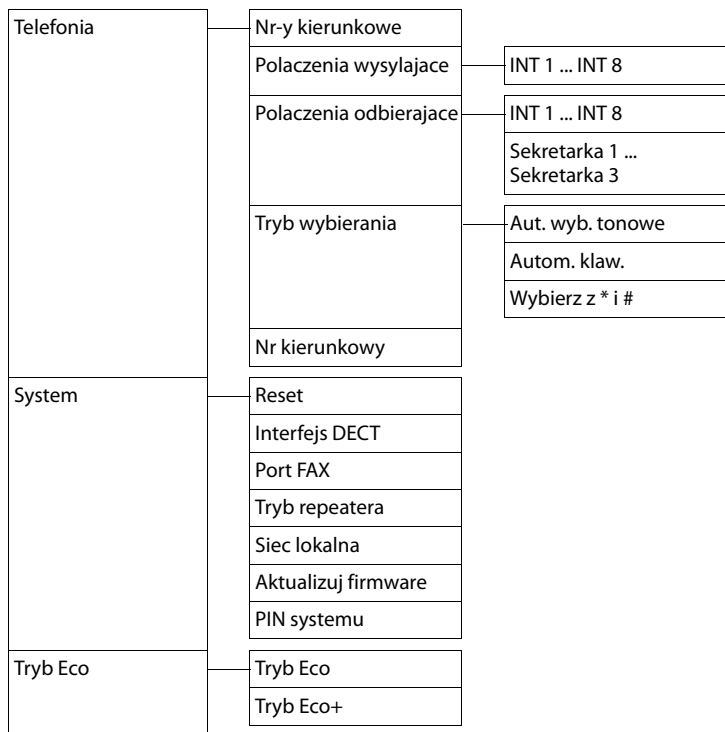 Telefonia
Nr-y kierunkowe
Polaczenia wysylajace
INT 1 ... INT 8
Polaczenia odbierajace
INT 1 ... INT 8
Sekretarka 1 ...
Sekretarka 3
Tryb wybierania
Aut. wyb. tonowe
Autom. klaw.
Wybierz z * i #
Nr kierunkowy
System
Reset
Interfejs DECT
Port FAX
Tryb repeatera
Siec lokalna
Aktualizuj firmware
PIN systemu
Tryb Eco
Tryb Eco
Tryb Eco+